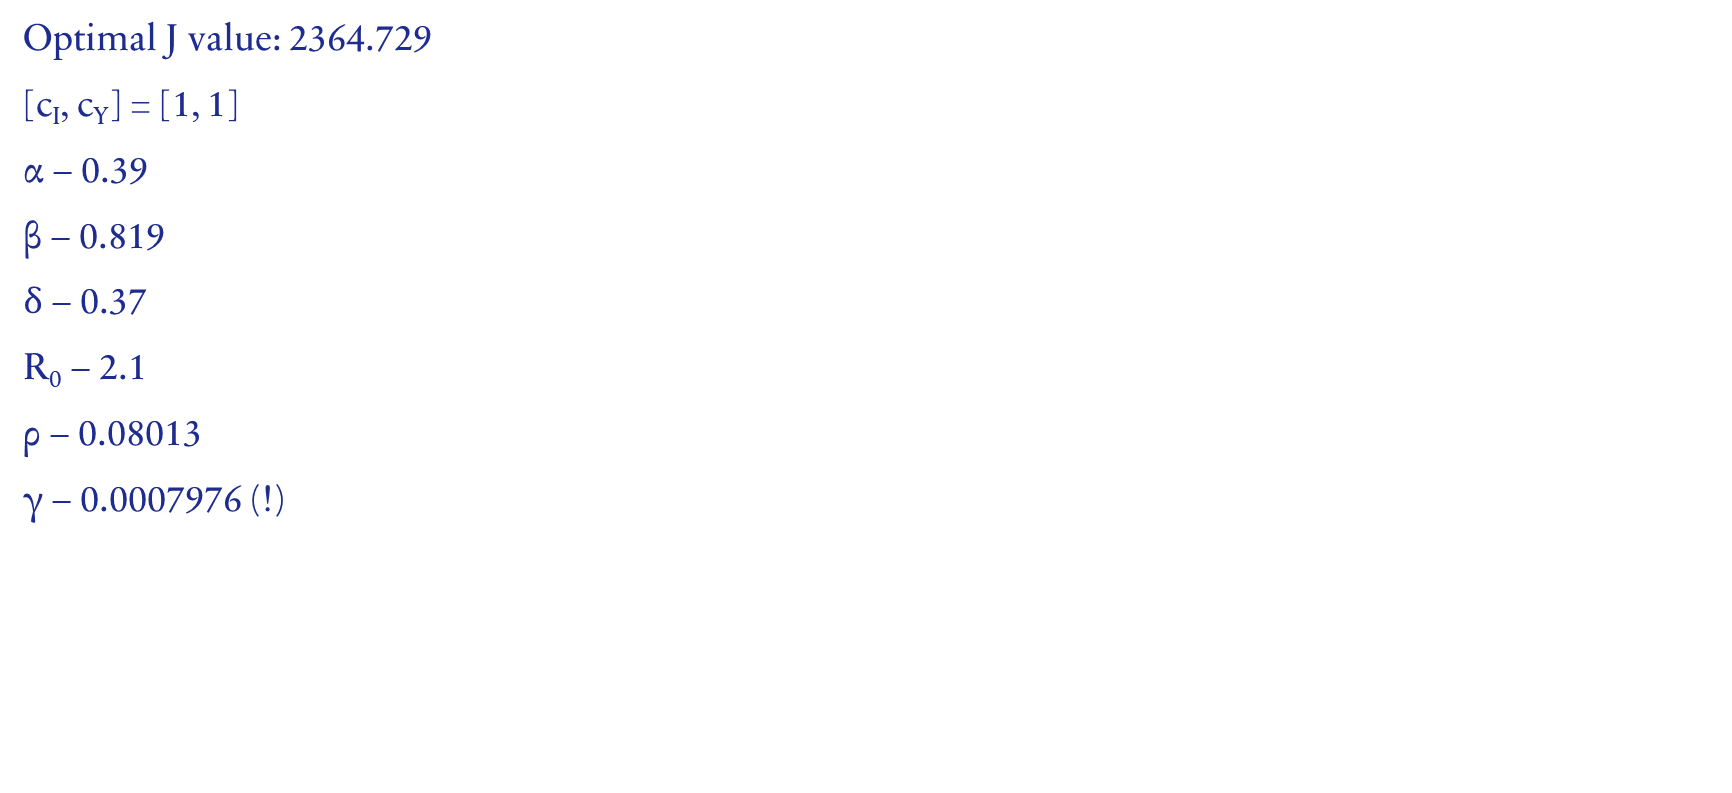 Optimal J value: 2364.729
[c_I, c_Y] = [1, 1]
α – 0.39
β – 0.819
δ – 0.37
R₀ – 2.1
ρ – 0.08013
γ – 0.0007976 (!)